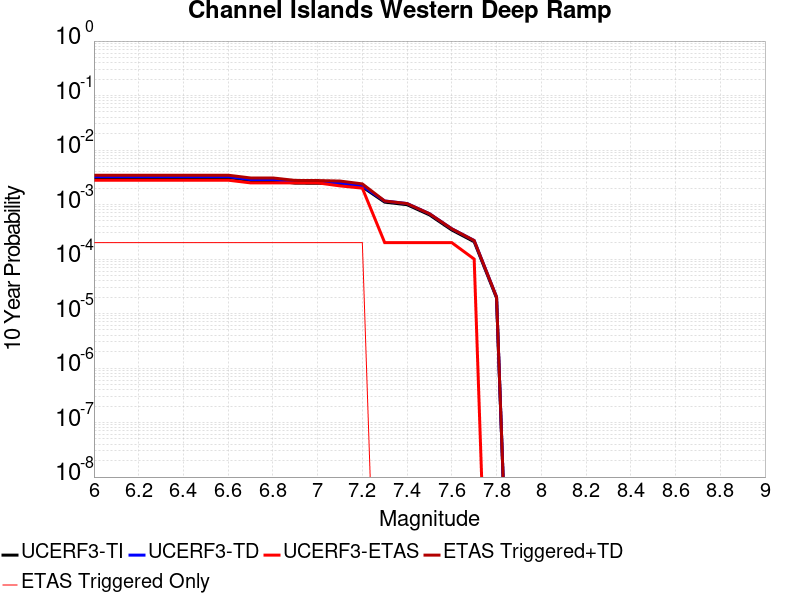 Channel Islands Western Deep Ramp
10 Year Probability
10^0
10^-1
10^-2
10^-3
10^-4
10^-5
10^-6
10^-7
10^-8
6 6.2 6.4 6.6 6.8 7 7.2 7.4 7.6 7.8 8 8.2 8.4 8.6 8.8 9
Magnitude
UCERF3-TI UCERF3-TD UCERF3-ETAS ETAS Triggered+TD
ETAS Triggered Only